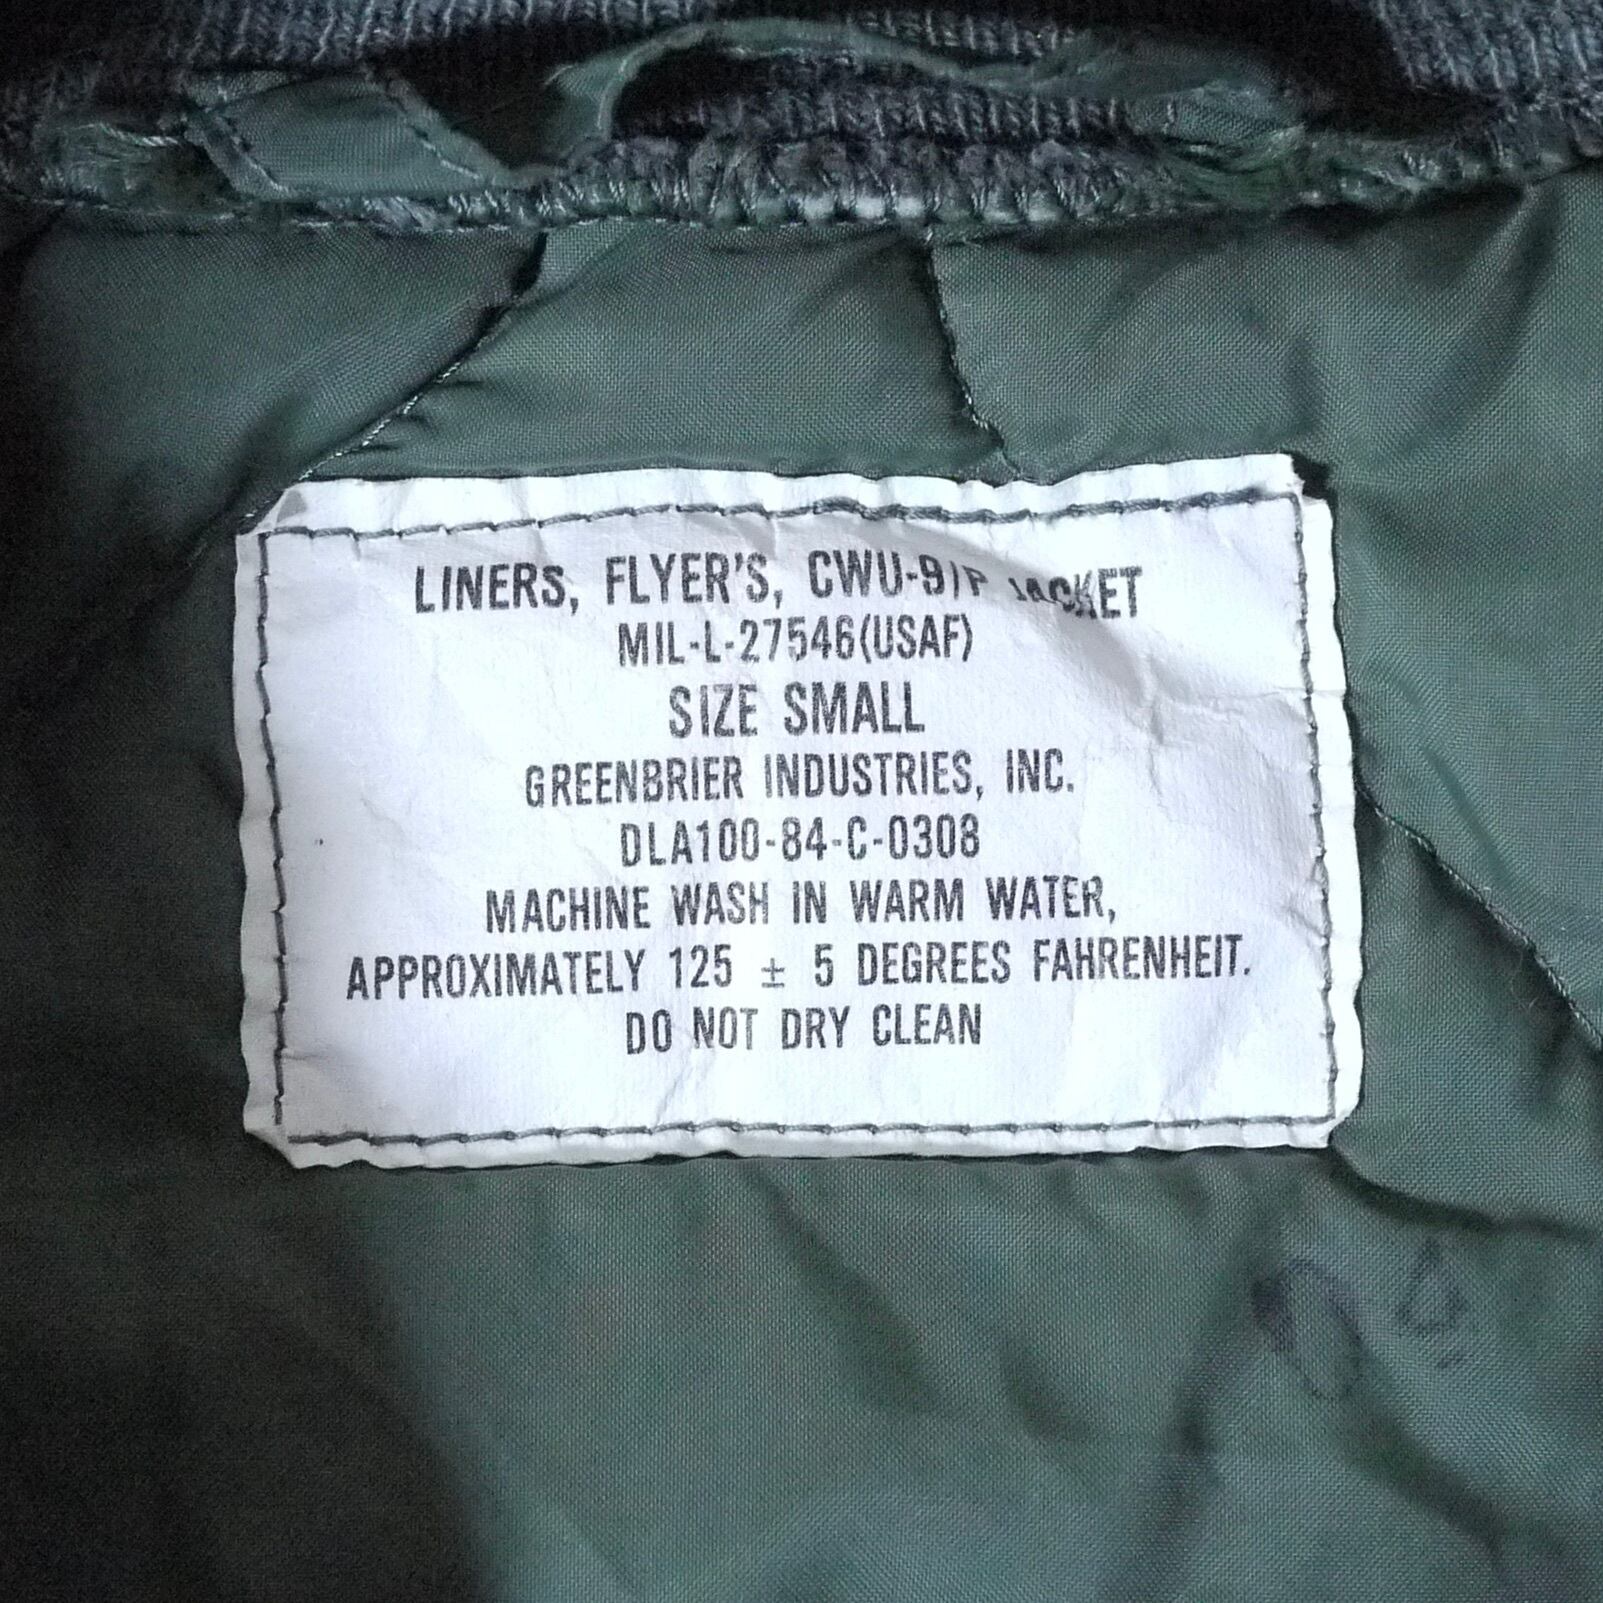 LINERS, FLYER'S, CWU-9/P JACKET
MIL-L-27546(USAF)
SIZE SMALL
GREENBRIER INDUSTRIES, INC.
DLA100-84-C-0308
MACHINE WASH IN WARM WATER,
APPROXIMATELY 125 ± 5 DEGREES FAHRENHEIT.
DO NOT DRY CLEAN